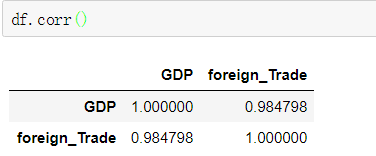 df.corr()
GDP foreign_Trade
GDP 1.000000 0.984798
foreign_Trade 0.984798 1.000000